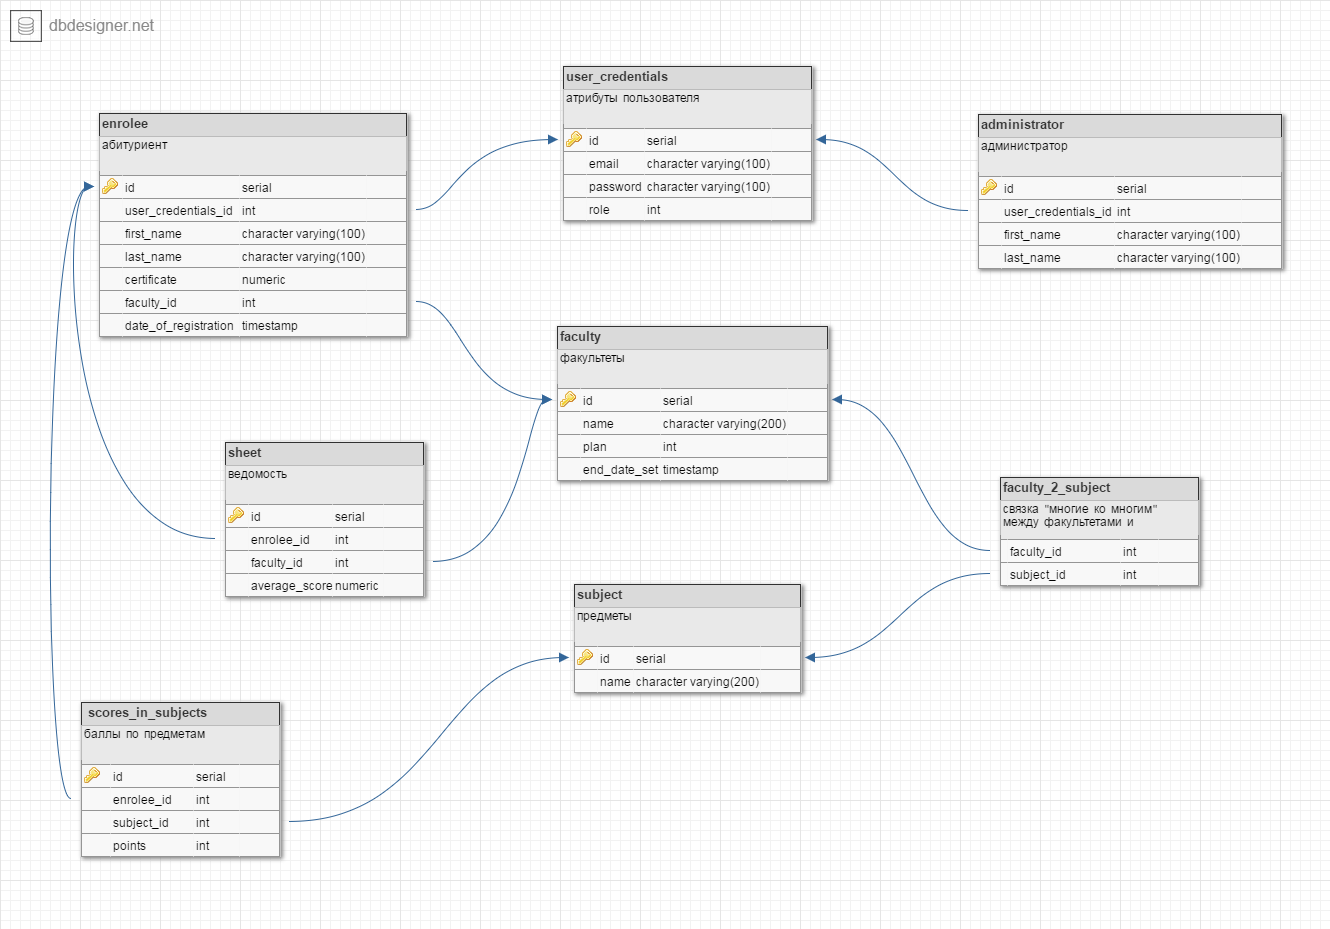 dbdesigner.net
user_credentials
атрибуты пользователя
id serial
email character varying(100)
password character varying(100)
role int
enrolee
абитуриент
id serial
user_credentials_id int
first_name character varying(100)
last_name character varying(100)
certificate numeric
faculty_id int
date_of_registration timestamp
administrator
администратор
id serial
user_credentials_id int
first_name character varying(100)
last_name character varying(100)
faculty
факультеты
id serial
name character varying(200)
plan int
end_date_set timestamp
sheet
ведомость
id serial
enrolee_id int
faculty_id int
average_score numeric
faculty_2_subject
связка "многие ко многим"
между факультетами и
faculty_id int
subject_id int
subject
предметы
id serial
name character varying(200)
scores_in_subjects
баллы по предметам
id serial
enrolee_id int
subject_id int
points int